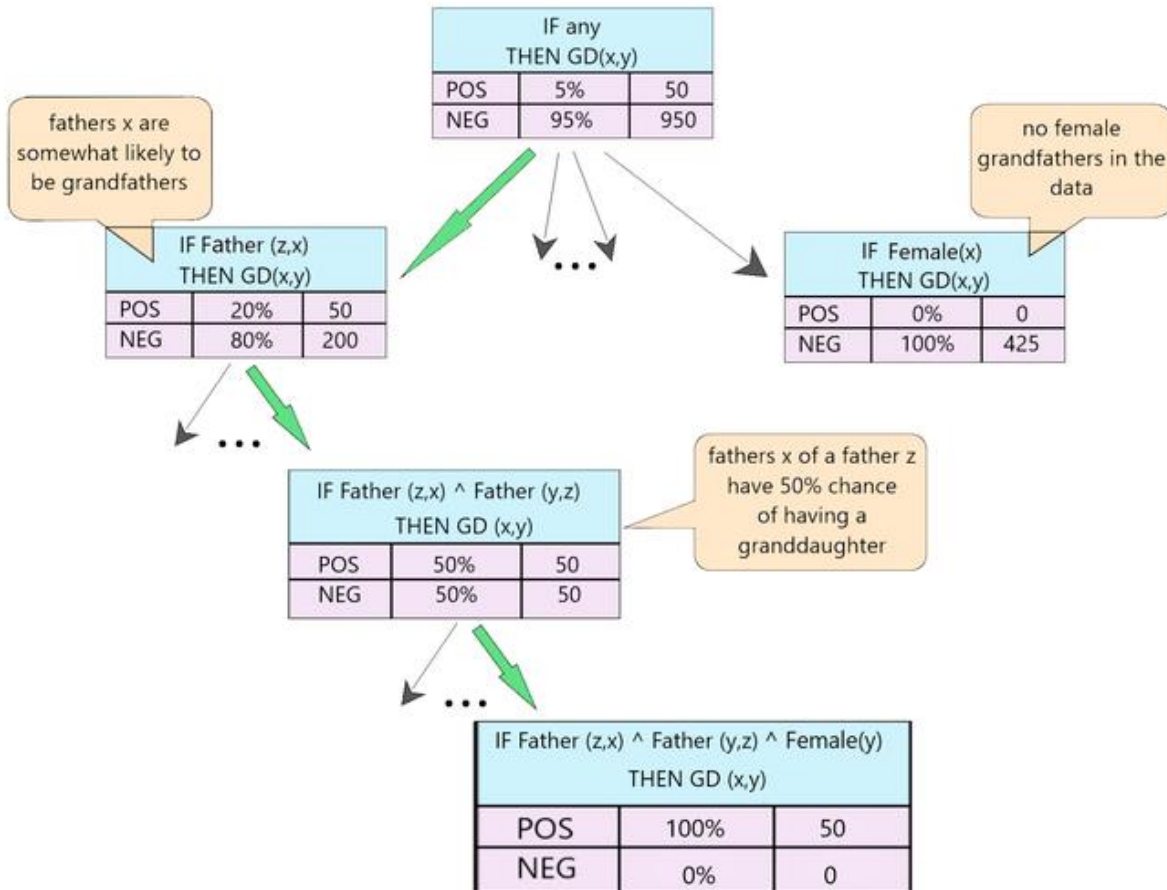 IF any
THEN GD(x,y)
POS 5% 50
NEG 95% 950
fathers x are
somewhat likely to
be grandfathers
no female
grandfathers in the
data
IF Father (z,x)
THEN GD(x,y)
POS 20% 50
NEG 80% 200
...
IF Female(x)
THEN GD(x,y)
POS 0% 0
NEG 100% 425
...
IF Father (z,x) ^ Father (y,z)
THEN GD (x,y)
POS 50% 50
NEG 50% 50
fathers x of a father z
have 50% chance
of having a
granddaughter
...
IF Father (z,x) ^ Father (y,z) ^ Female(y)
THEN GD (x,y)
POS 100% 50
NEG 0% 0